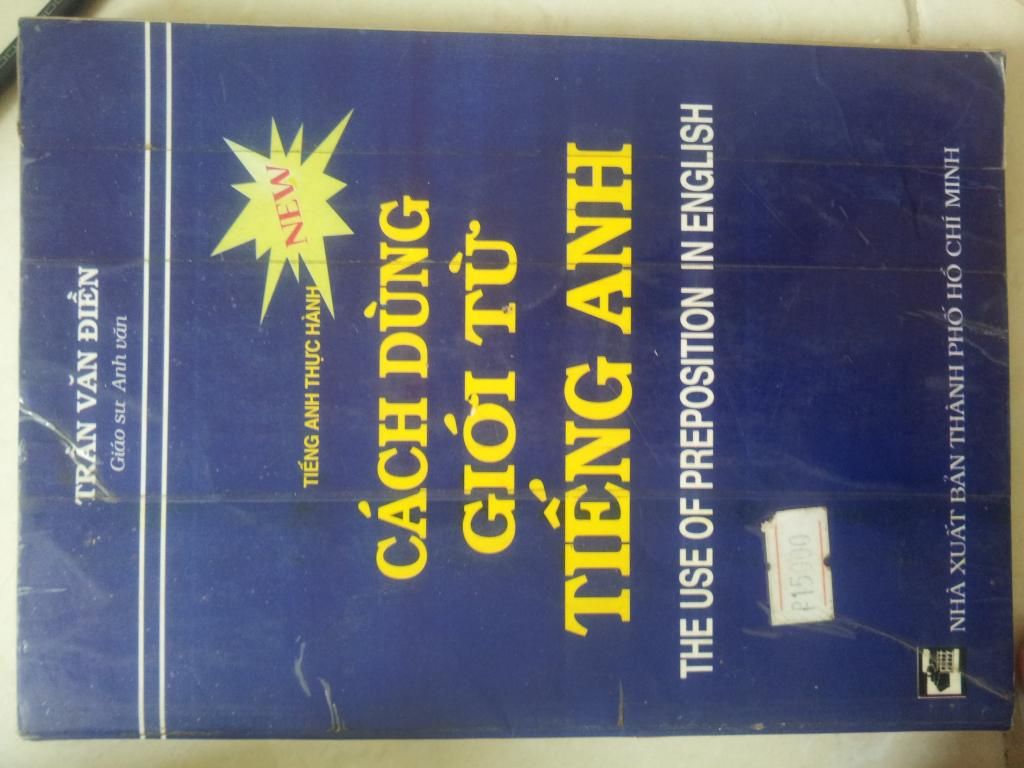 TRẦN VĂN ĐIỀN
Giáo sư Anh văn
NEW
TIẾNG ANH THỰC HÀNH
CÁCH DÙNG
GIỚI TỪ
TIẾNG ANH
THE USE OF PREPOSITION IN ENGLISH
₽15000
NHÀ XUẤT BẢN THÀNH PHỐ HỒ CHÍ MINH